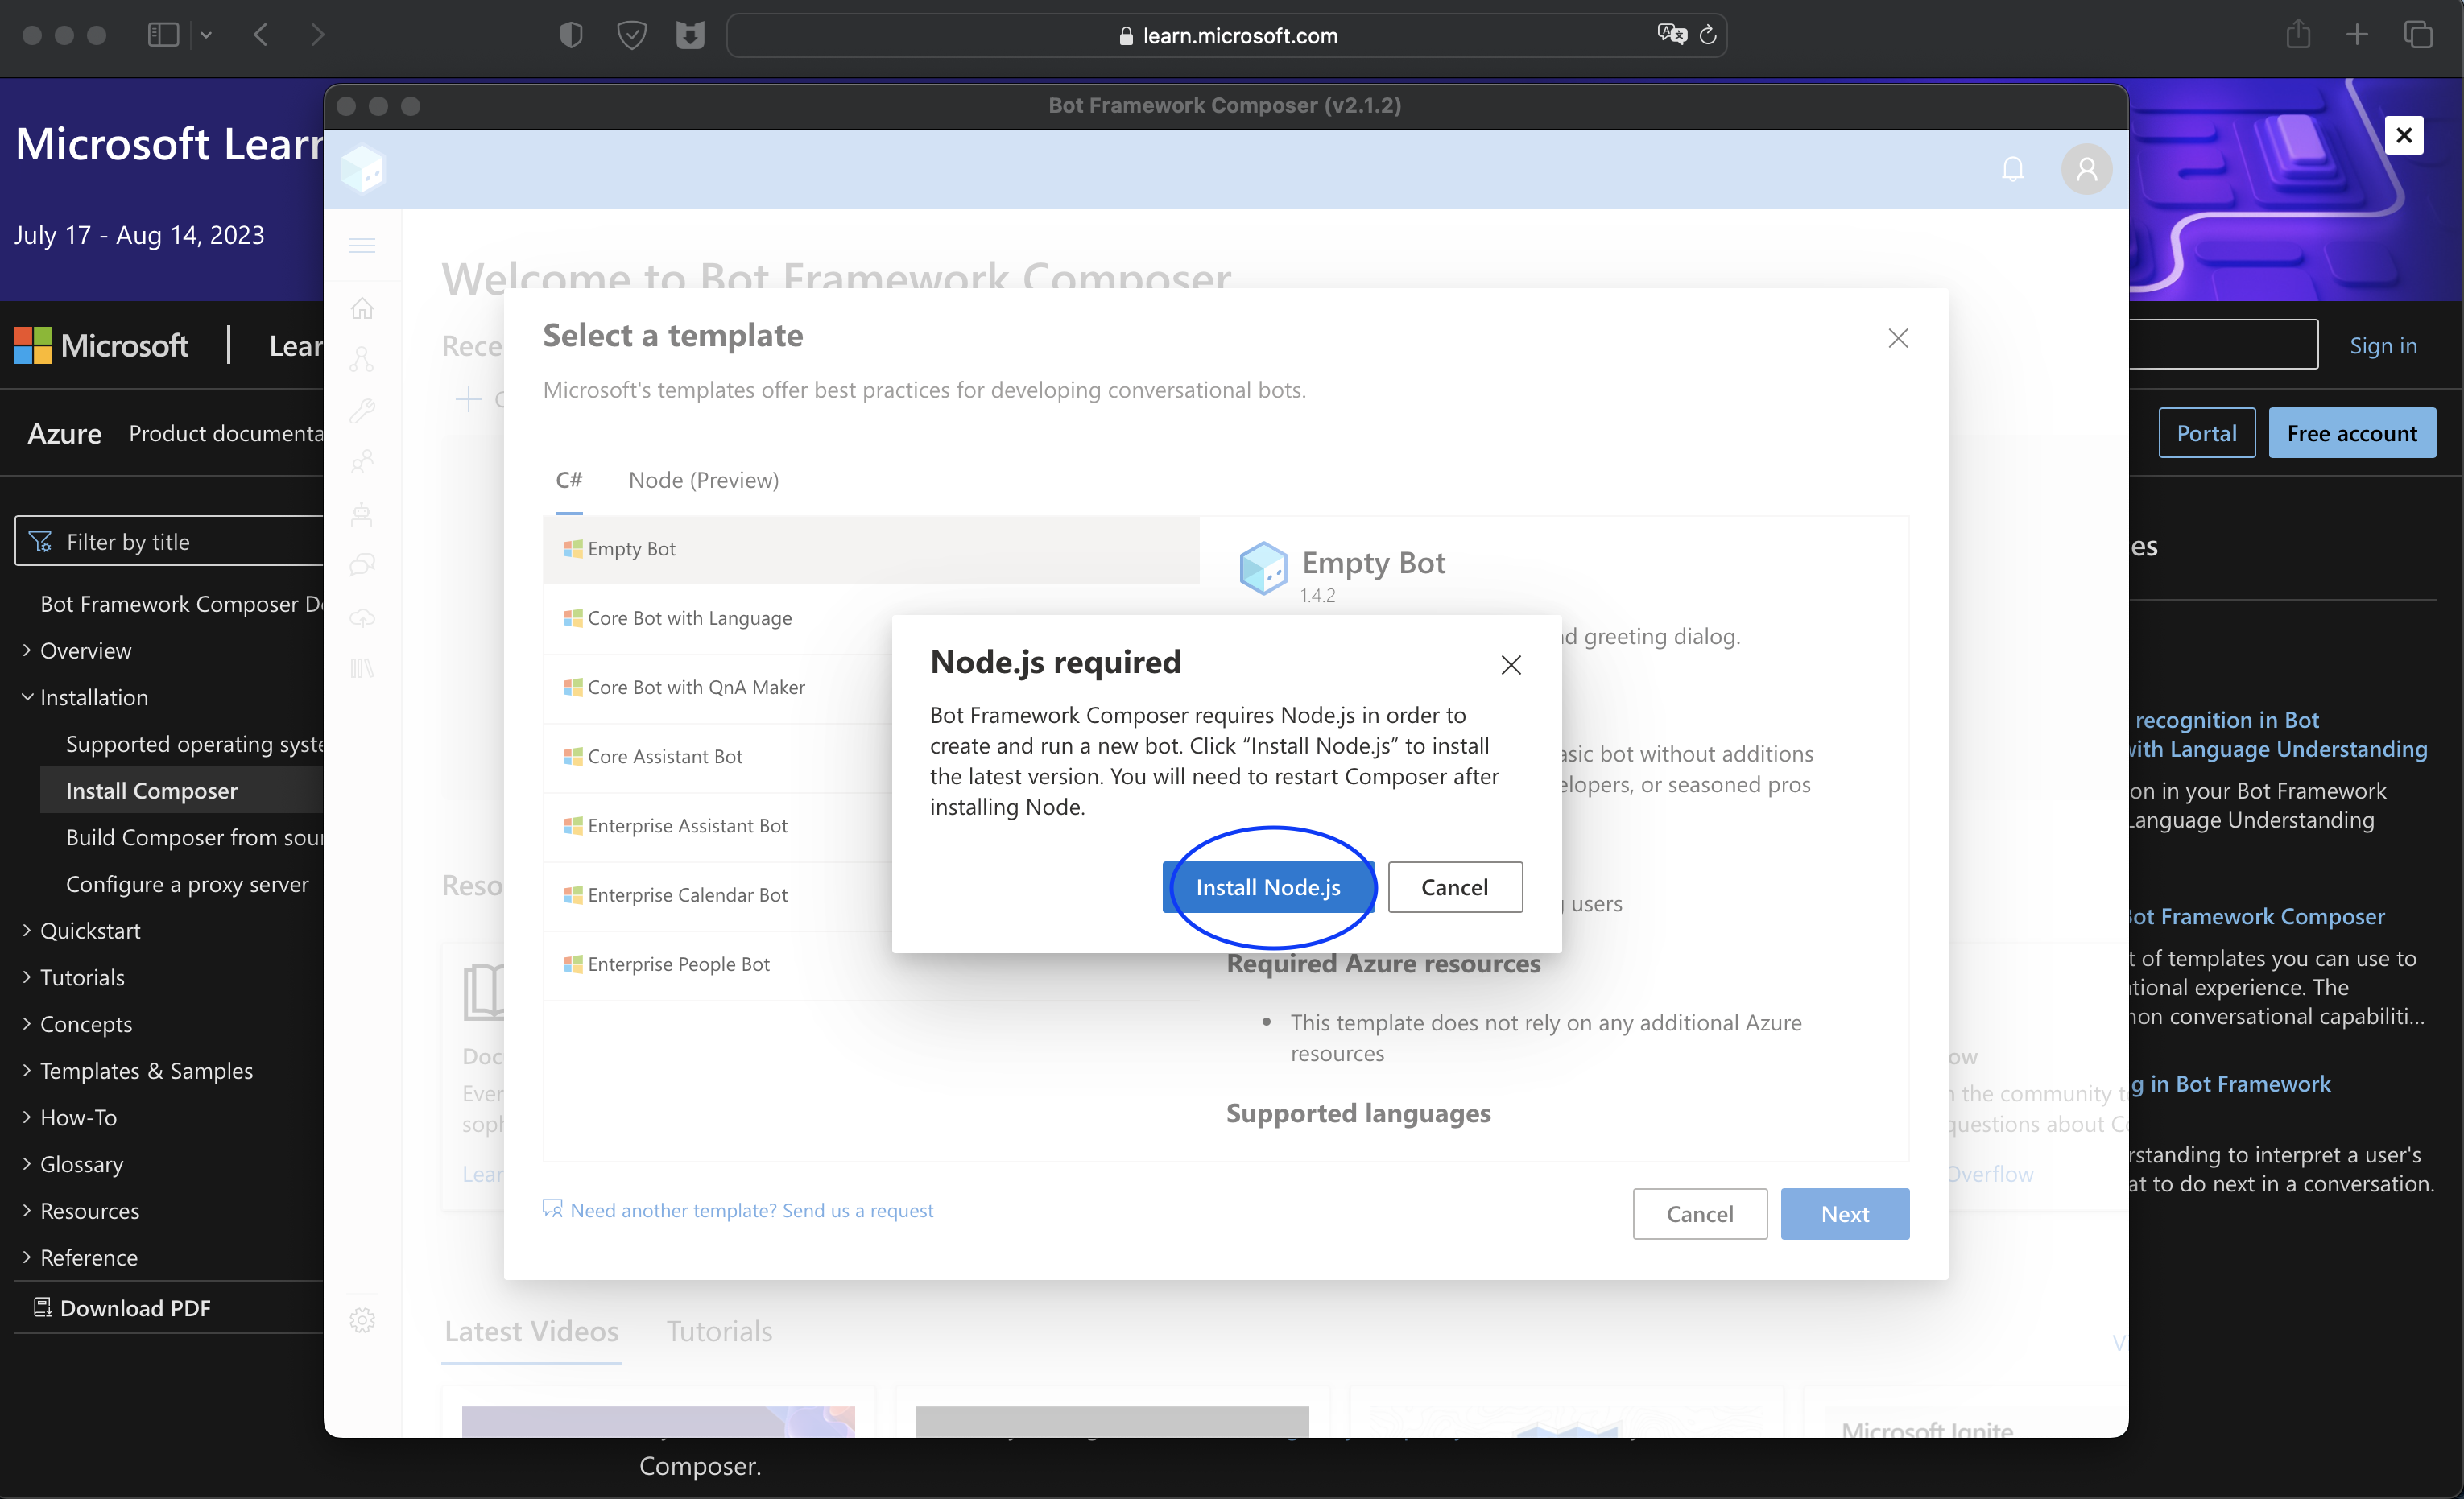 learn.microsoft.com
Bot Framework Composer (v2.1.2)
Microsoft Learn
July 17 - Aug 14, 2023
Microsoft
Lear
Sign in
Azure
Product documenta
Portal
Free account
Filter by title
Bot Framework Composer
Overview
Installation
Supported operating syste
Install Composer
Build Composer from sour
Configure a proxy server
Quickstart
Tutorials
Concepts
Templates & Samples
How-To
Glossary
Resources
Reference
Download PDF
Welcome to Bot Framework Composer
Rece
Select a template
Microsoft's templates offer best practices for developing conversational bots.
C#
Node (Preview)
Empty Bot
Core Bot with Language
Core Bot with QnA Maker
Core Assistant Bot
Enterprise Assistant Bot
Enterprise Calendar Bot
Enterprise People Bot
Empty Bot
1.4.2
nd greeting dialog.
asic bot without additions
elopers, or seasoned pros
users
Required Azure resources
This template does not rely on any additional Azure
resources
Supported languages
Node.js required
Bot Framework Composer requires Node.js in order to
create and run a new bot. Click “Install Node.js” to install
the latest version. You will need to restart Composer after
installing Node.
Install Node.js
Cancel
Need another template? Send us a request
Cancel
Next
Reso
Doc
Ever
soph
Lear
ow
the community t
questions about C
Overflow
Latest Videos
Tutorials
Microsoft Ignite
Composer.
es
recognition in Bot
with Language Understanding
on in your Bot Framework
Language Understanding
Bot Framework Composer
t of templates you can use to
tional experience. The
mon conversational capabiliti...
g in Bot Framework
rstanding to interpret a user's
at to do next in a conversation.